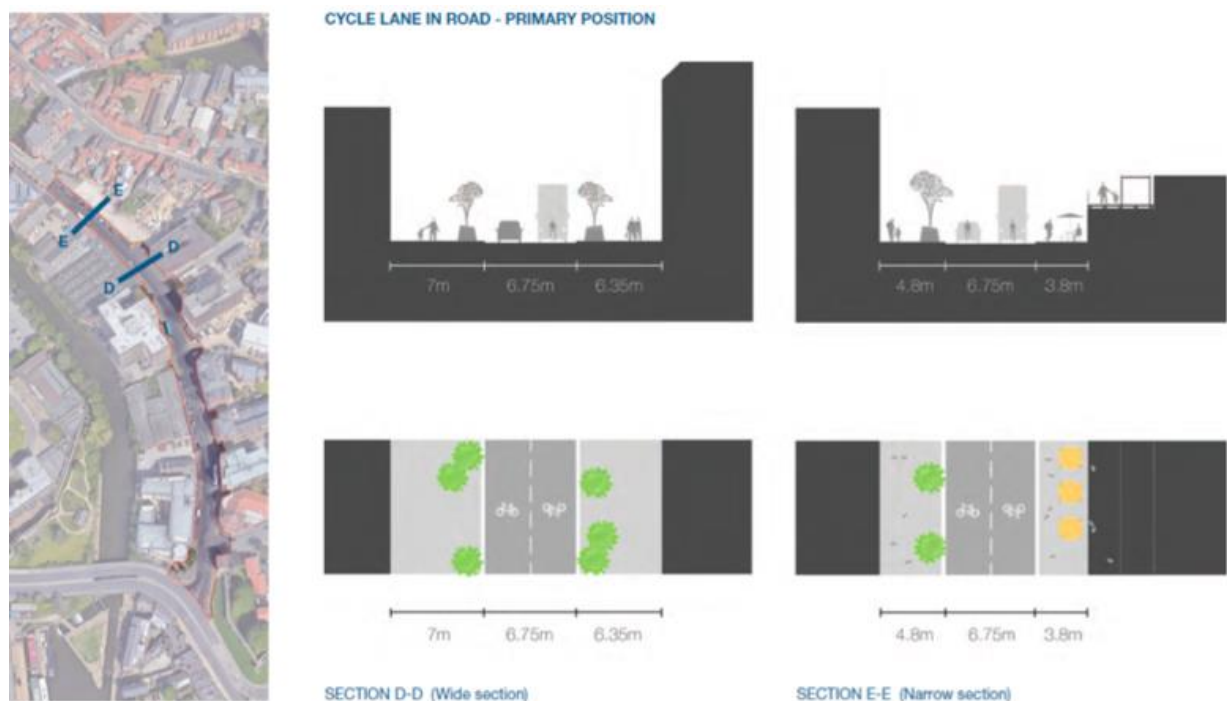 CYCLE LANE IN ROAD - PRIMARY POSITION
E
E
D
D
7m 6.75m 6.35m
4.8m 6.75m 3.8m
7m 6.75m 6.35m
4.8m 6.75m 3.8m
SECTION D-D (Wide section)
SECTION E-E (Narrow section)